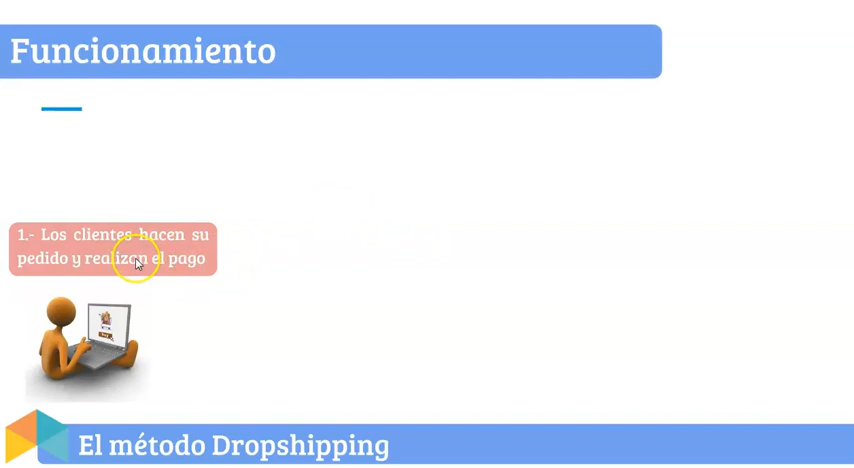 Funcionamiento
1.- Los clientes hacen su
pedido y realizan el pago
El método Dropshipping